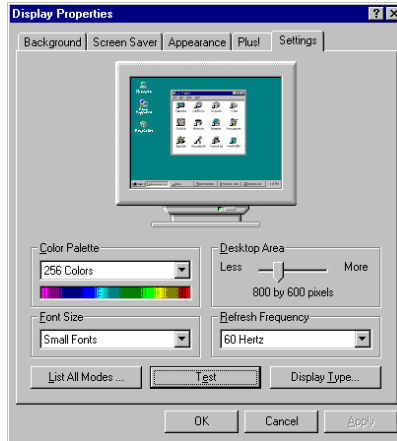 Display Properties
Background Screen Saver Appearance Plus! Settings
Color Palette
256 Colors
Desktop Area
Less More
800 by 600 pixels
Font Size
Small Fonts
Refresh Frequency
60 Hertz
List All Modes ... Test Display Type...
OK Cancel Apply